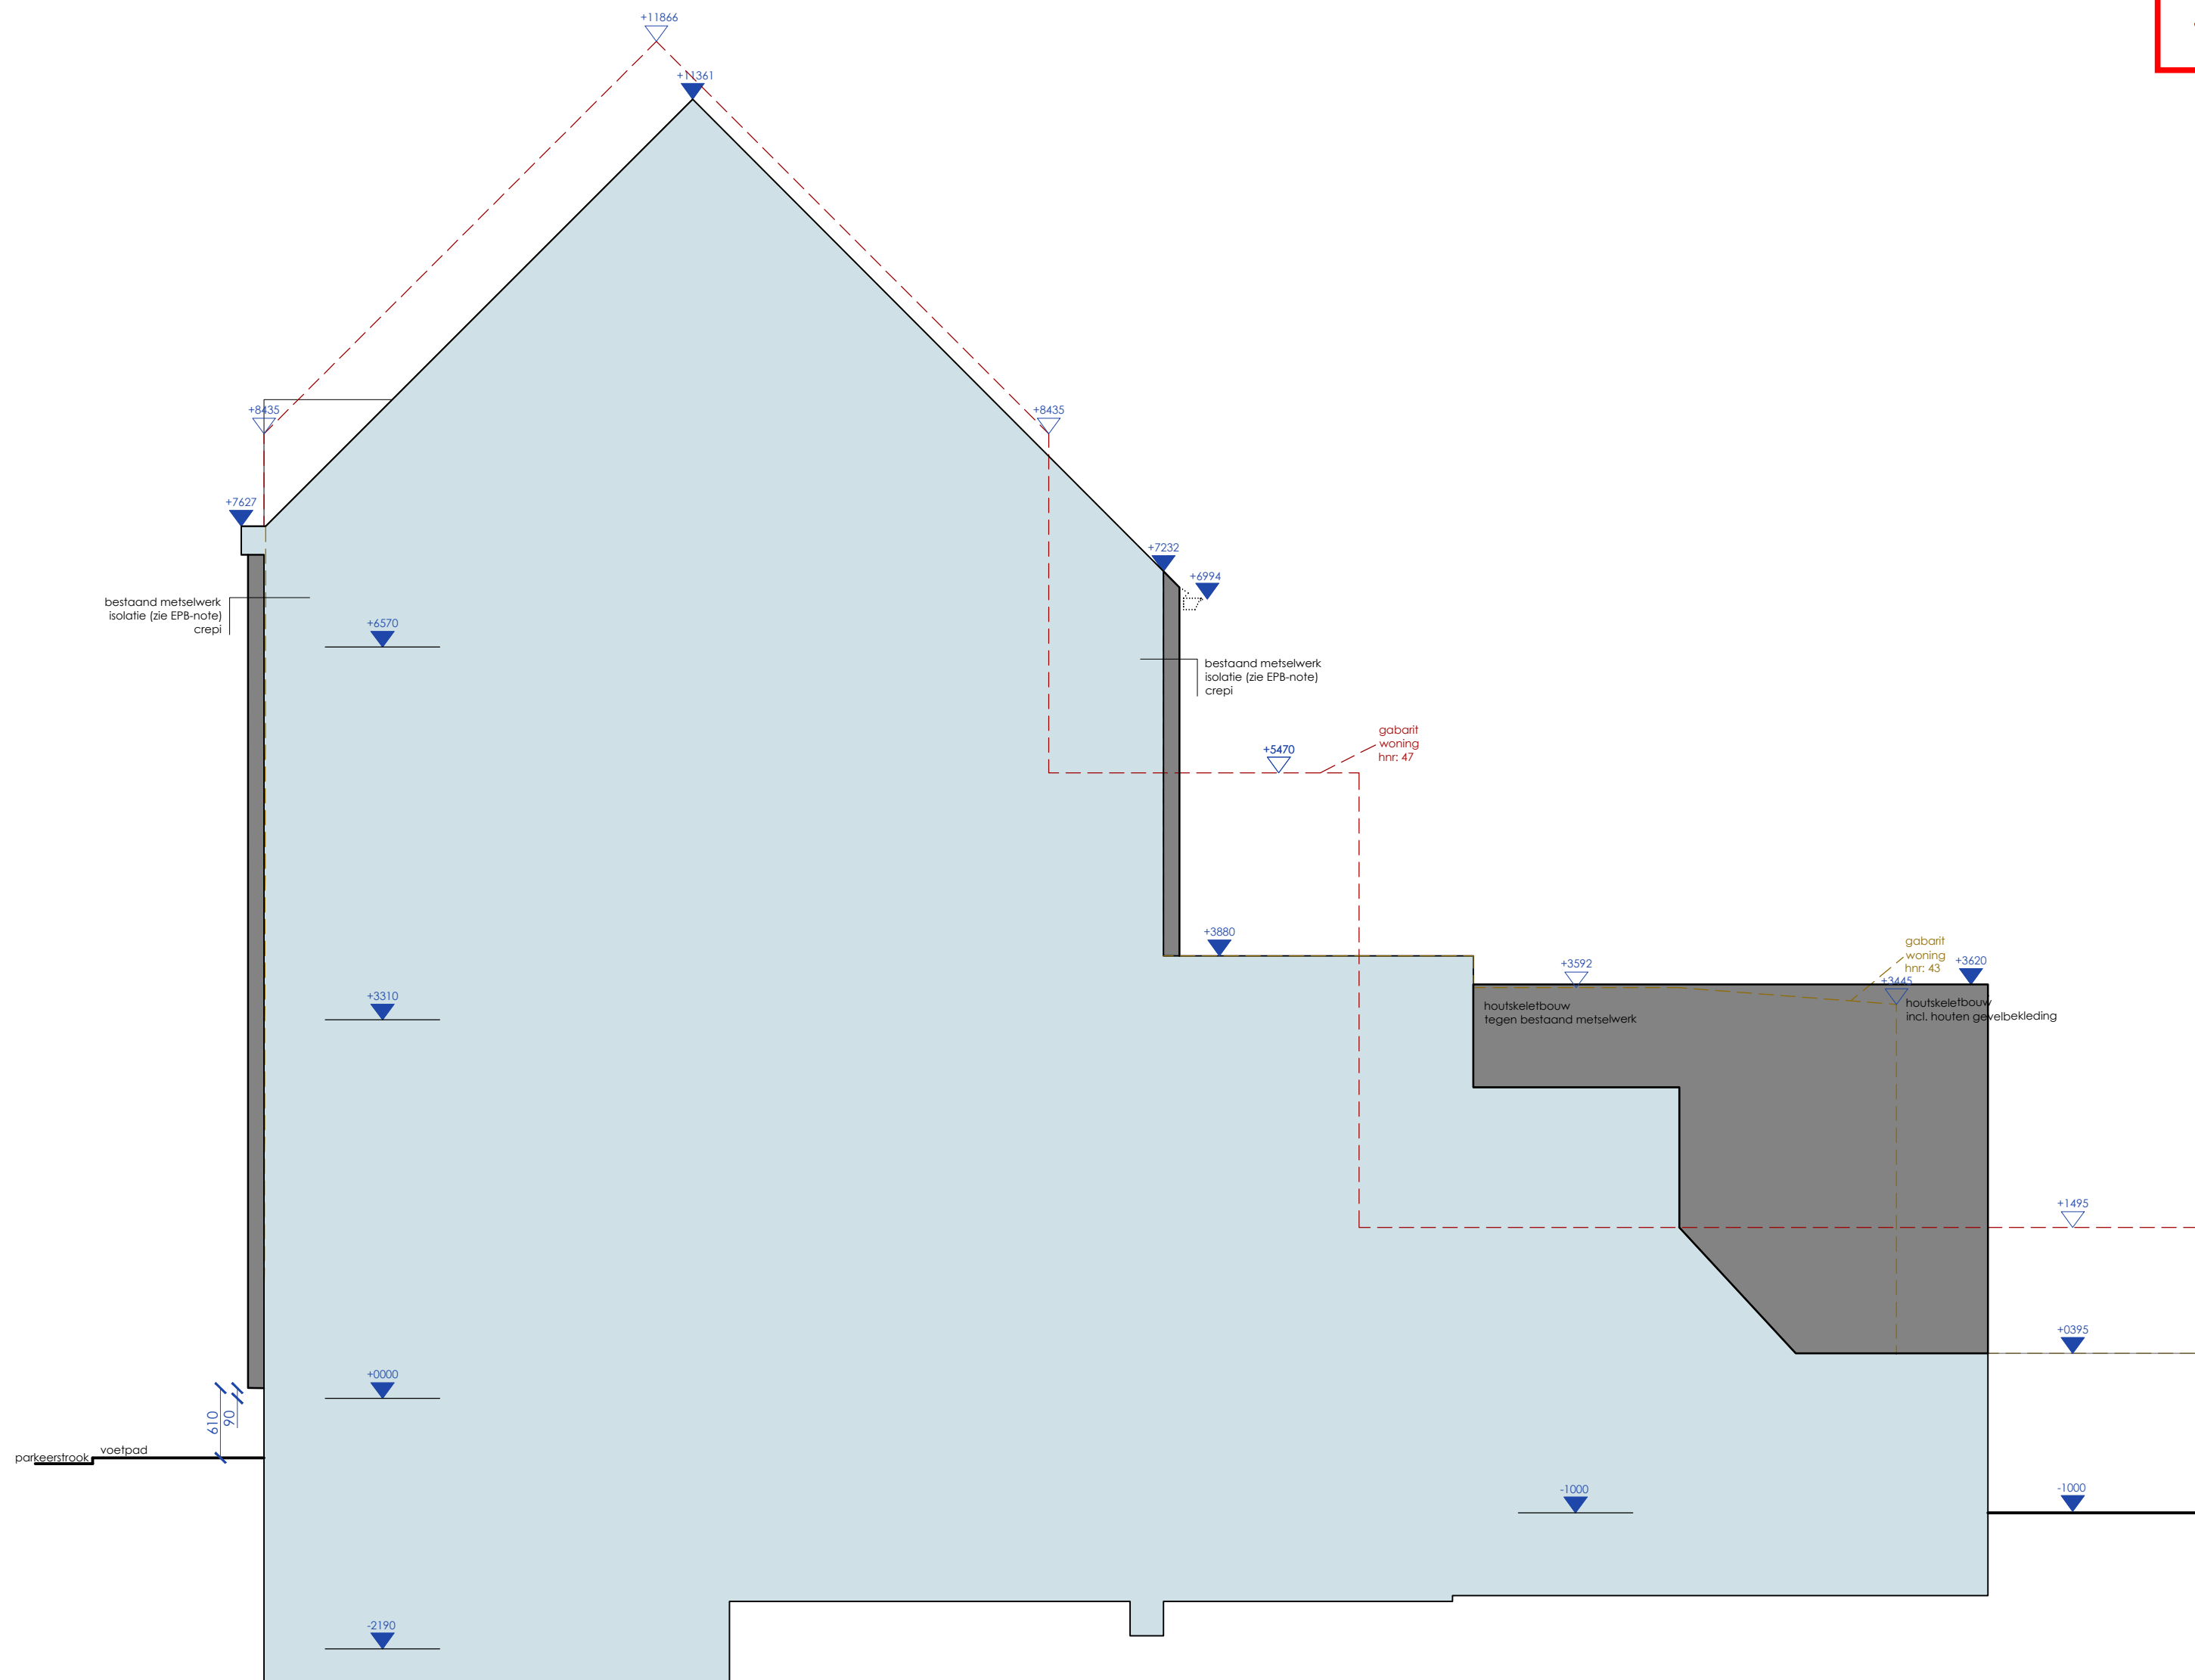 +11866
+11361
+8435
+8435
+7627
+7232
+6994
bestaand metselwerk
isolatie (zie EPB-note)
crepi
+6570
bestaand metselwerk
isolatie (zie EPB-note)
crepi
gabarit
woning
hnr: 47
+5470
+3880
gabarit
woning
hnr: 43
+3592
+3620
+3445
houtskeletbouw
tegen bestaand metselwerk
houtskeletbouw
incl. houten gevelbekleding
+3310
+1495
+0395
+0000
610
90
voetpad
parkeerstrook
-1000
-1000
-2190